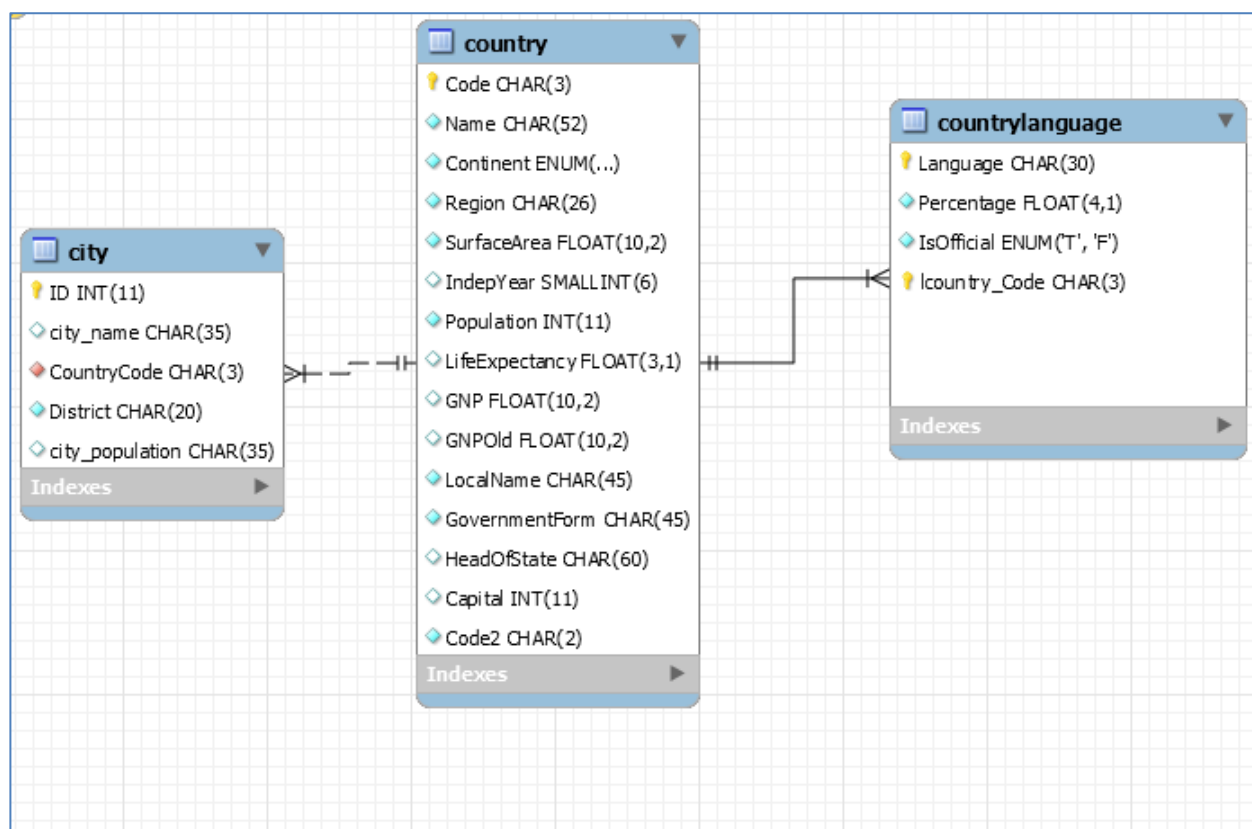 city
ID INT(11)
city_name CHAR(35)
CountryCode CHAR(3)
District CHAR(20)
city_population CHAR(35)
Indexes
country
Code CHAR(3)
Name CHAR(52)
Continent ENUM(...)
Region CHAR(26)
SurfaceArea FLOAT(10,2)
IndepYear SMALLINT(6)
Population INT(11)
LifeExpectancy FLOAT(3,1)
GNP FLOAT(10,2)
GNPOld FLOAT(10,2)
LocalName CHAR(45)
GovernmentForm CHAR(45)
HeadOfState CHAR(60)
Capital INT(11)
Code2 CHAR(2)
Indexes
countrylanguage
Language CHAR(30)
Percentage FLOAT(4,1)
IsOfficial ENUM('T', 'F')
lcountry_Code CHAR(3)
Indexes